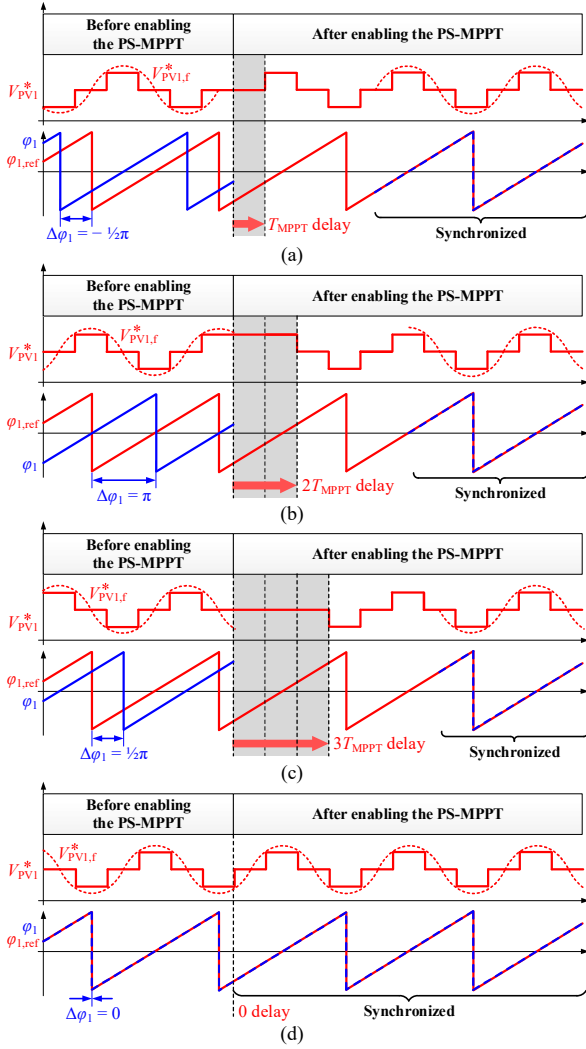 Before enabling
the PS-MPPT
After enabling the PS-MPPT
V*PV1,f
V*PV1
φ1
φ1,ref
TMPPT delay
Δφ1 = − ½π
Synchronized
(a)
Before enabling
the PS-MPPT
After enabling the PS-MPPT
V*PV1,f
V*PV1
φ1,ref
φ1
Δφ1 = π
2TMPPT delay
Synchronized
(b)
Before enabling
the PS-MPPT
After enabling the PS-MPPT
V*PV1,f
V*PV1
φ1,ref
φ1
Δφ1 = ½π
3TMPPT delay
Synchronized
(c)
Before enabling
the PS-MPPT
After enabling the PS-MPPT
V*PV1,f
V*PV1
φ1
φ1,ref
Δφ1 = 0
0 delay
Synchronized
(d)